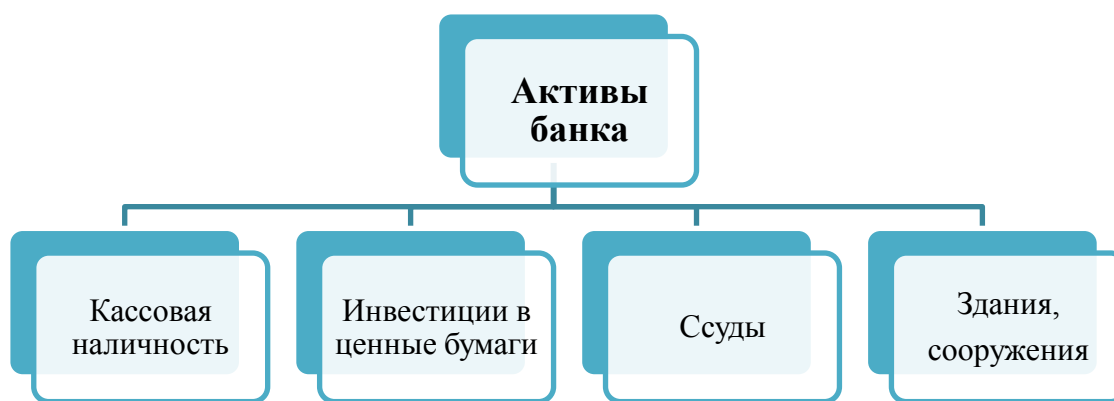 Активы
банка
Кассовая
наличность
Инвестиции в
ценные бумаги
Ссуды
Здания,
сооружения